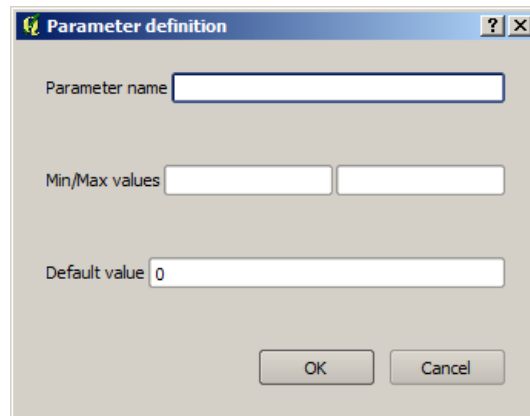 Parameter definition
Parameter name
Min/Max values
Default value 0
OK Cancel